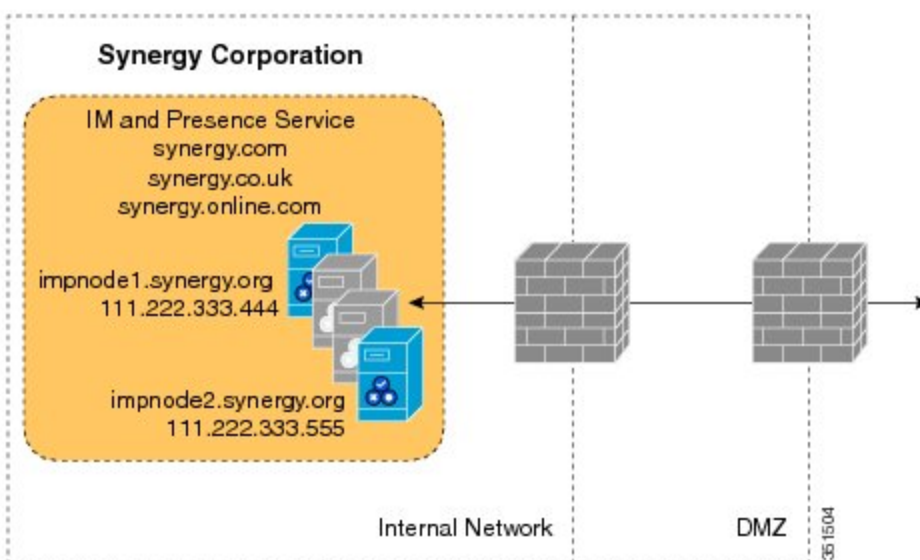 Synergy Corporation
IM and Presence Service
synergy.com
synergy.co.uk
synergy.online.com
impnode1.synergy.org
111.222.333.444
impnode2.synergy.org
111.222.333.555
Internal Network
DMZ
351504